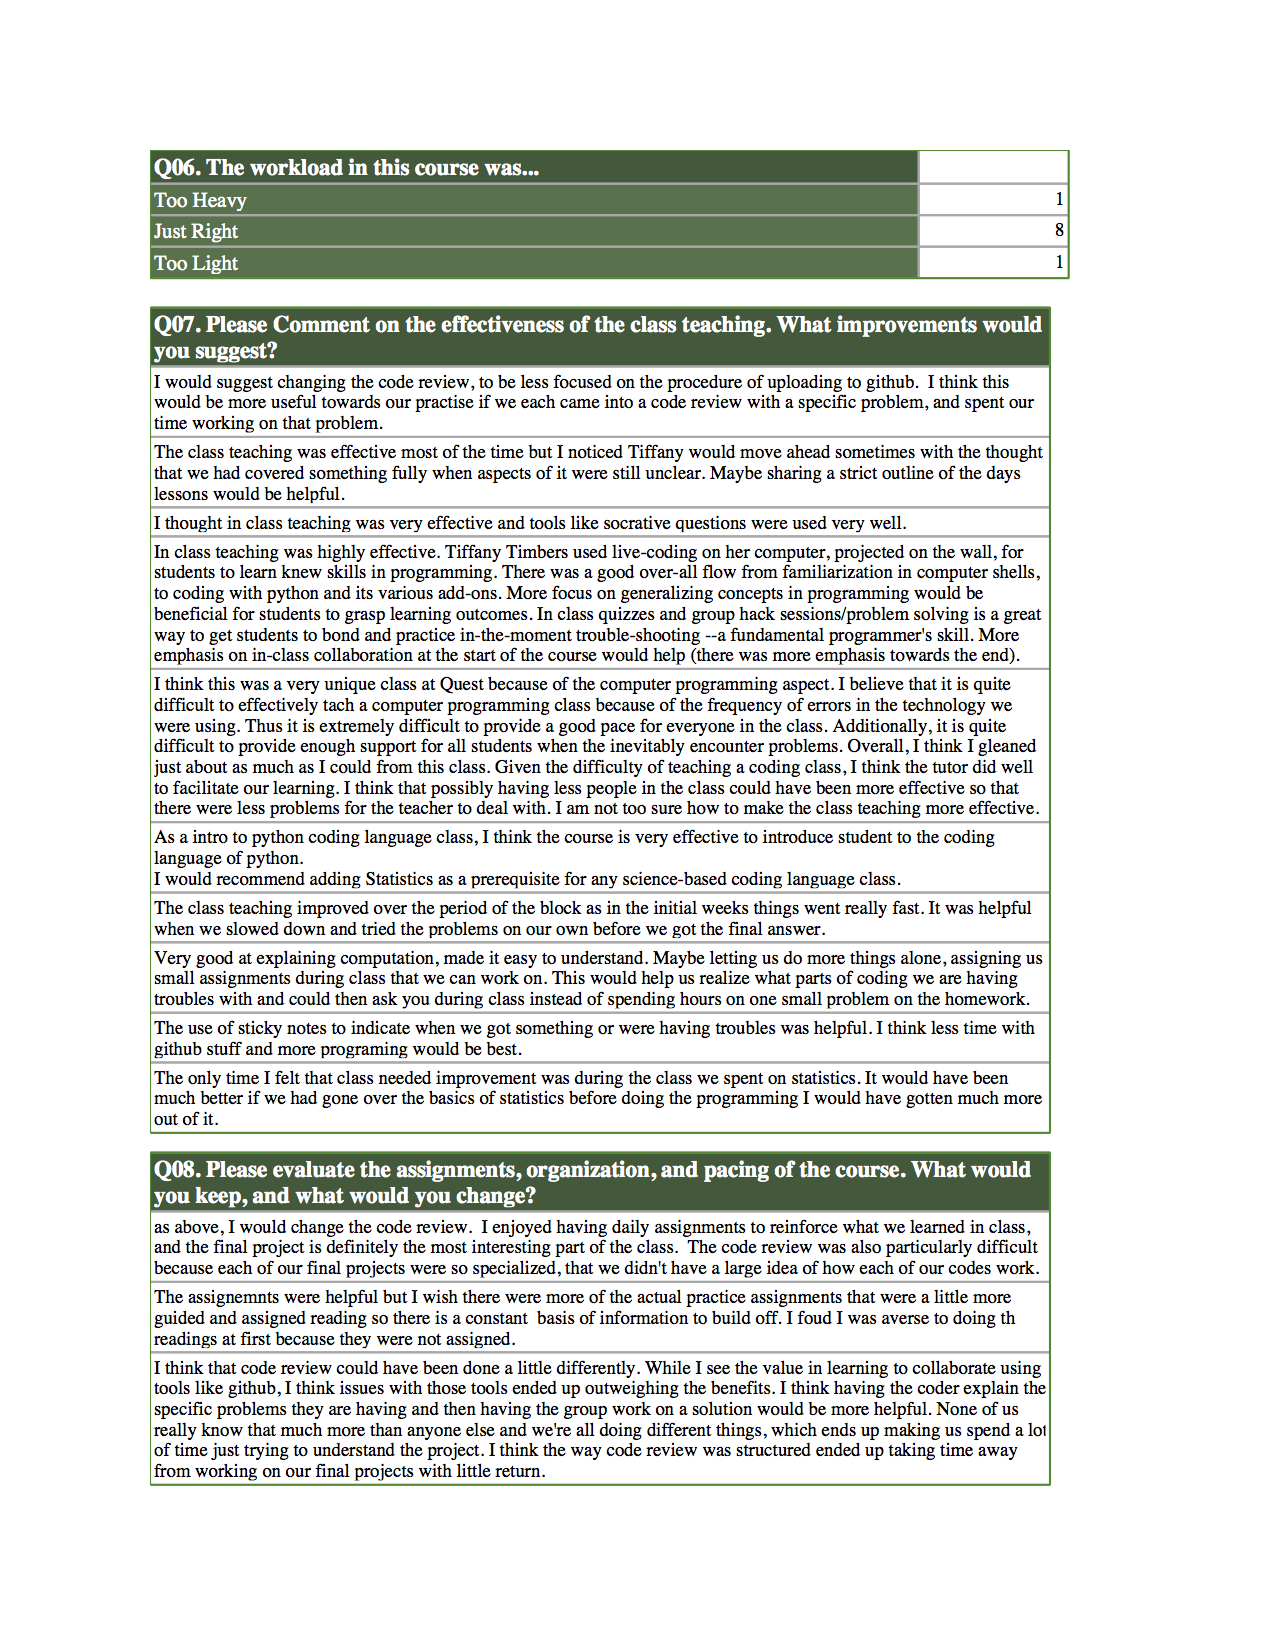 Q06. The workload in this course was...
Too Heavy 1
Just Right 8
Too Light 1
Q07. Please Comment on the effectiveness of the class teaching. What improvements would
you suggest?
I would suggest changing the code review, to be less focused on the procedure of uploading to github.  I think this
would be more useful towards our practise if we each came into a code review with a specific problem, and spent our
time working on that problem.
The class teaching was effective most of the time but I noticed Tiffany would move ahead sometimes with the thought
that we had covered something fully when aspects of it were still unclear. Maybe sharing a strict outline of the days
lessons would be helpful.
I thought in class teaching was very effective and tools like socrative questions were used very well.
In class teaching was highly effective. Tiffany Timbers used live-coding on her computer, projected on the wall, for
students to learn knew skills in programming. There was a good over-all flow from familiarization in computer shells,
to coding with python and its various add-ons. More focus on generalizing concepts in programming would be
beneficial for students to grasp learning outcomes. In class quizzes and group hack sessions/problem solving is a great
way to get students to bond and practice in-the-moment trouble-shooting --a fundamental programmer's skill. More
emphasis on in-class collaboration at the start of the course would help (there was more emphasis towards the end).
I think this was a very unique class at Quest because of the computer programming aspect. I believe that it is quite
difficult to effectively tach a computer programming class because of the frequency of errors in the technology we
were using. Thus it is extremely difficult to provide a good pace for everyone in the class. Additionally, it is quite
difficult to provide enough support for all students when the inevitably encounter problems. Overall, I think I gleaned
just about as much as I could from this class. Given the difficulty of teaching a coding class, I think the tutor did well
to facilitate our learning. I think that possibly having less people in the class could have been more effective so that
there were less problems for the teacher to deal with. I am not too sure how to make the class teaching more effective.
As a intro to python coding language class, I think the course is very effective to introduce student to the coding
language of python.
I would recommend adding Statistics as a prerequisite for any science-based coding language class.
The class teaching improved over the period of the block as in the initial weeks things went really fast. It was helpful
when we slowed down and tried the problems on our own before we got the final answer.
Very good at explaining computation, made it easy to understand. Maybe letting us do more things alone, assigning us
small assignments during class that we can work on. This would help us realize what parts of coding we are having
troubles with and could then ask you during class instead of spending hours on one small problem on the homework.
The use of sticky notes to indicate when we got something or were having troubles was helpful. I think less time with
github stuff and more programing would be best.
The only time I felt that class needed improvement was during the class we spent on statistics. It would have been
much better if we had gone over the basics of statistics before doing the programming I would have gotten much more
out of it.
Q08. Please evaluate the assignments, organization, and pacing of the course. What would
you keep, and what would you change?
as above, I would change the code review.  I enjoyed having daily assignments to reinforce what we learned in class,
and the final project is definitely the most interesting part of the class.  The code review was also particularly difficult
because each of our final projects were so specialized, that we didn't have a large idea of how each of our codes work.
The assignemnts were helpful but I wish there were more of the actual practice assignments that were a little more
guided and assigned reading so there is a constant  basis of information to build off. I foud I was averse to doing th
readings at first because they were not assigned.
I think that code review could have been done a little differently. While I see the value in learning to collaborate using
tools like github, I think issues with those tools ended up outweighing the benefits. I think having the coder explain the
specific problems they are having and then having the group work on a solution would be more helpful. None of us
really know that much more than anyone else and we're all doing different things, which ends up making us spend a lot
of time just trying to understand the project. I think the way code review was structured ended up taking time away
from working on our final projects with little return.